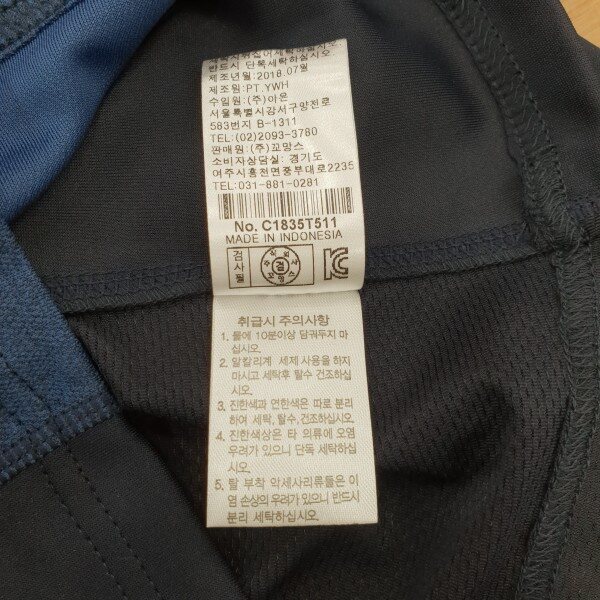 반드시 단독세탁하십시오
제조년월:2018.07월
제조원:PT.YWH
수입원:(주)아은
서울특별시강서구양천로
583번지 B-1311
TEL:(02)2093-3780
판매원:(주)꼬망스
소비자상담실:경기도
여주시흥천면중부대로2235
TEL:031-881-0281
No. C1835T511
MADE IN INDONESIA
검사필
검
취급시 주의사항
1. 물에 10분이상 담궈두지 마
십시오.
2. 알칼리계 세제 사용을 하지
마시고 세탁후 탈수 건조하십
시오.
3. 진한색과 연한색은 따로 분리
하여 세탁, 탈수, 건조하십시오.
4. 진한색상은 타 의류에 오염
우려가 있으니 단독 세탁하십
시오.
5. 탈 부착 악세사리류들은 이
염 손상의 우려가 있으니 반드시
분리 세탁하십시오.